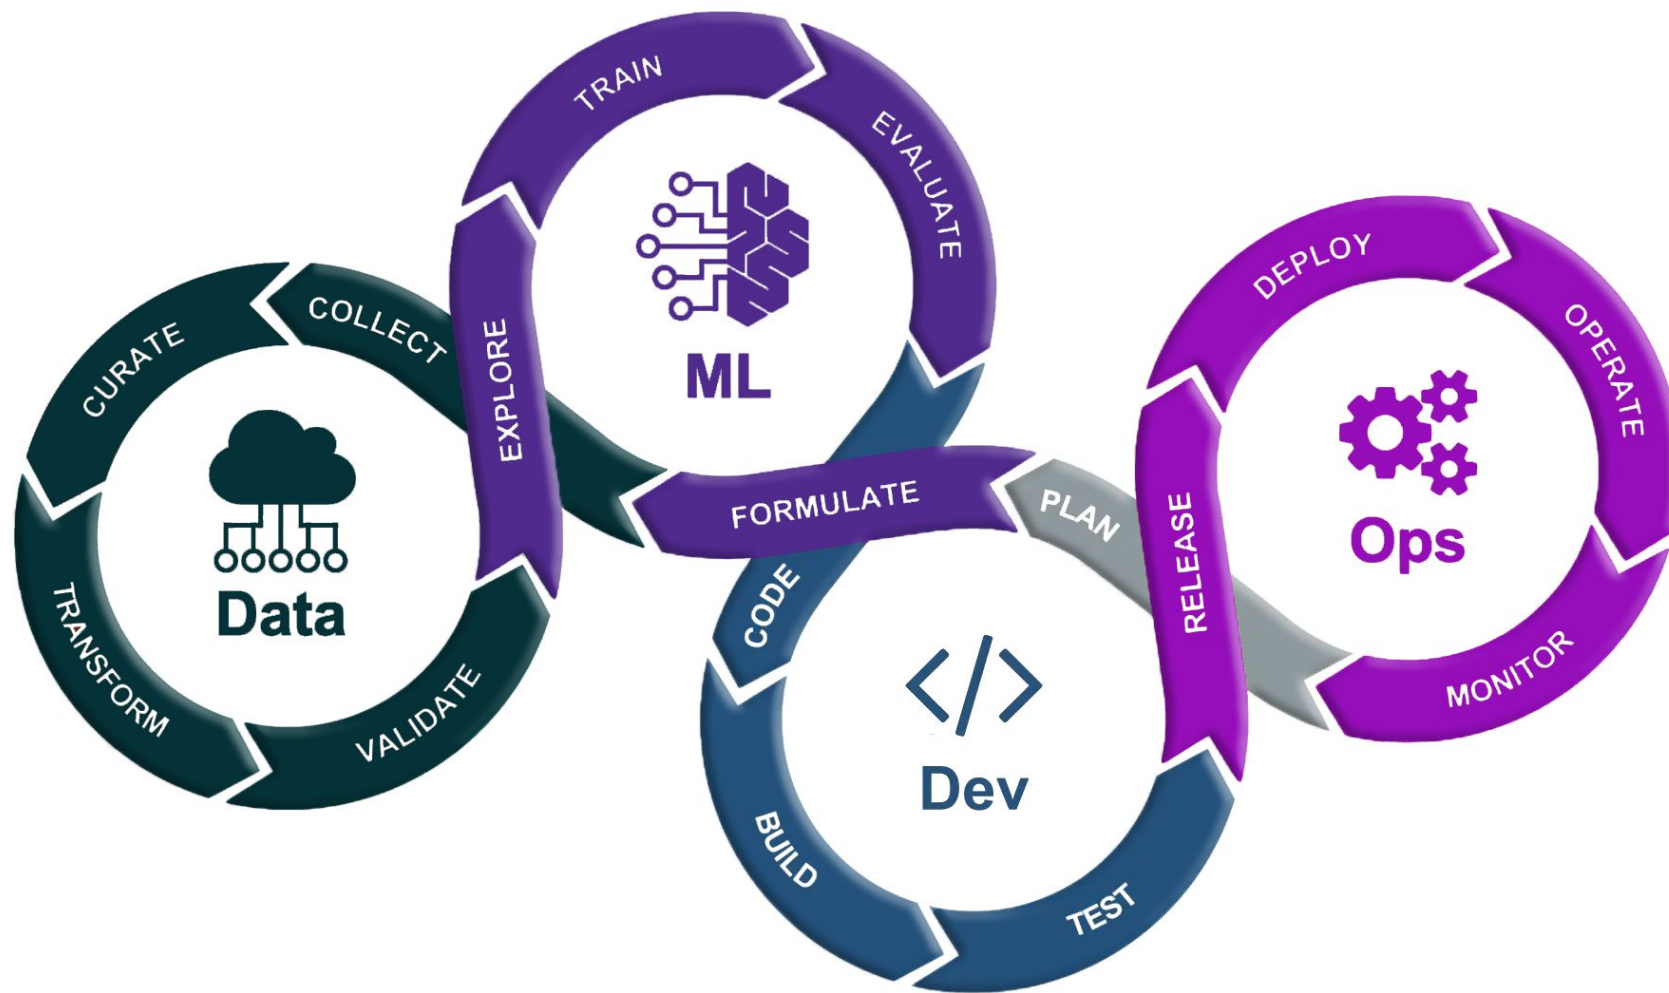 COLLECT
CURATE
TRANSFORM
VALIDATE
Data
EXPLORE
TRAIN
EVALUATE
ML
FORMULATE
PLAN
CODE
BUILD
TEST
Dev
RELEASE
DEPLOY
OPERATE
MONITOR
Ops